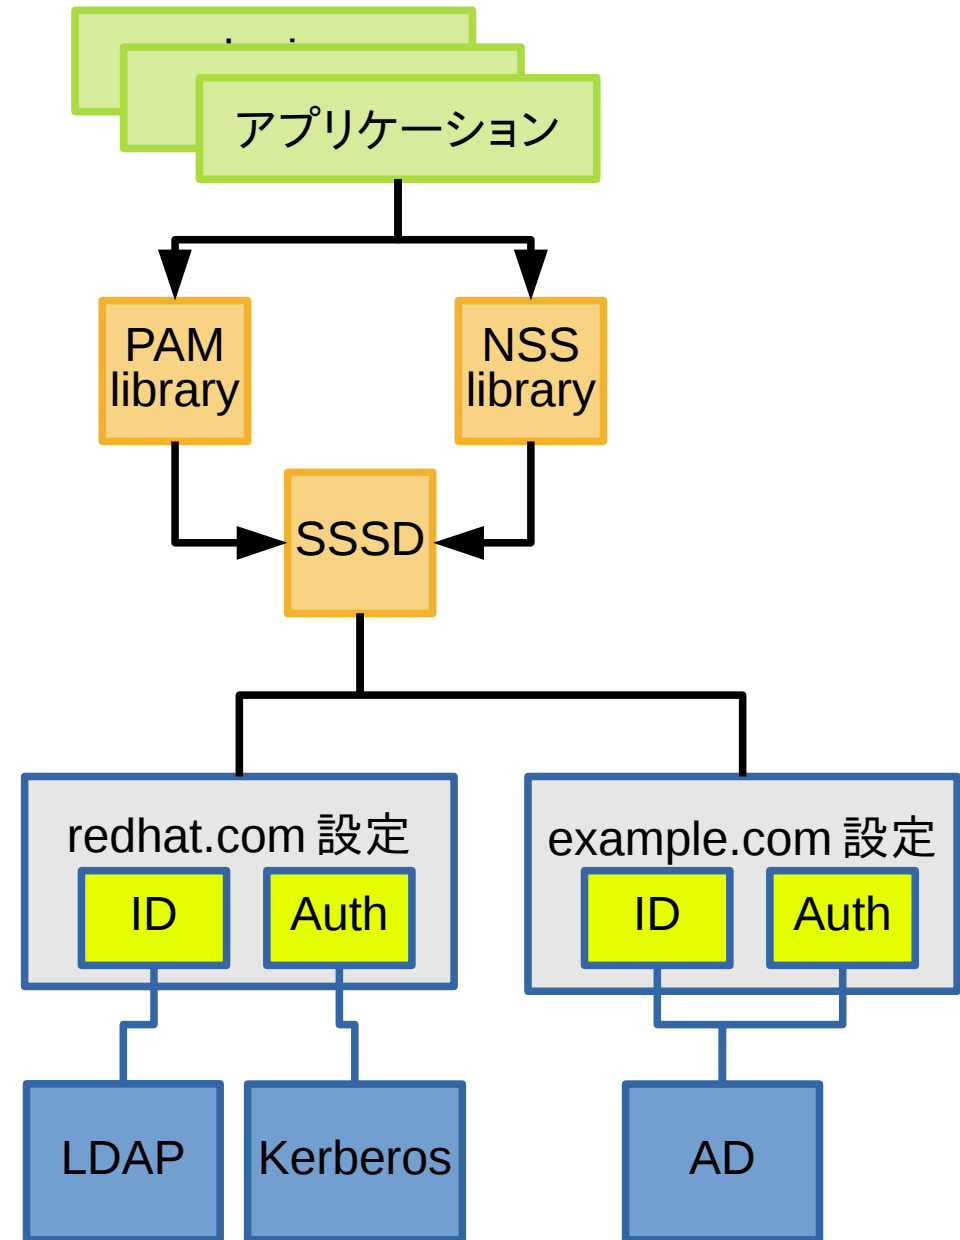 アプリケーション
PAM
library
NSS
library
SSSD
redhat.com 設定
ID
Auth
example.com 設定
ID
Auth
LDAP
Kerberos
AD